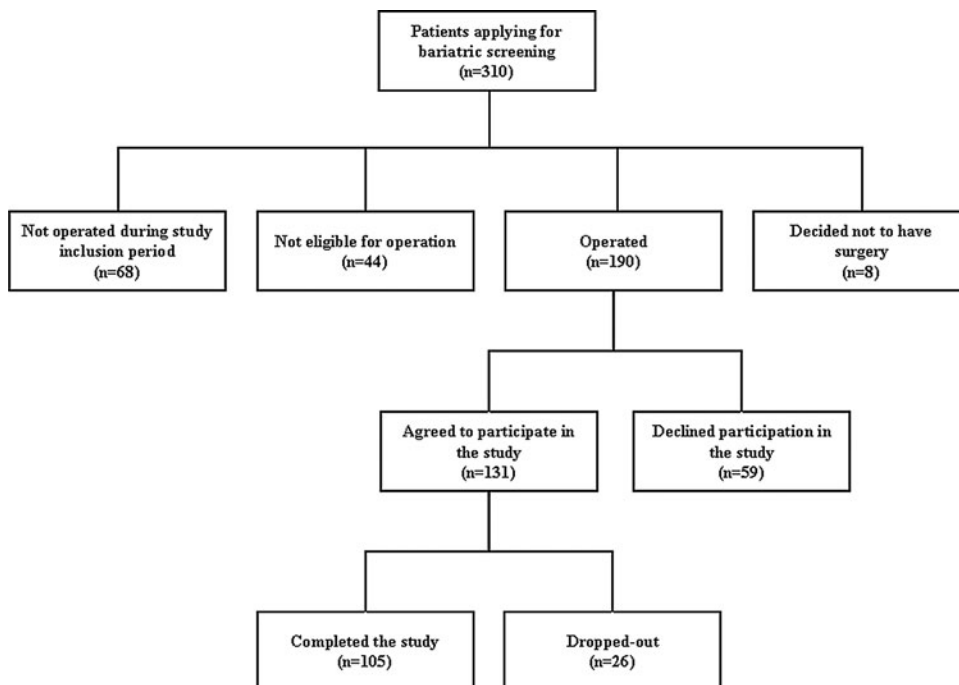 Patients applying for
bariatric screening
(n=310)
Not operated during study
inclusion period
(n=68)
Not eligible for operation
(n=44)
Operated
(n=190)
Decided not to have
surgery
(n=8)
Agreed to participate in
the study
(n=131)
Declined participation in
the study
(n=59)
Completed the study
(n=105)
Dropped-out
(n=26)